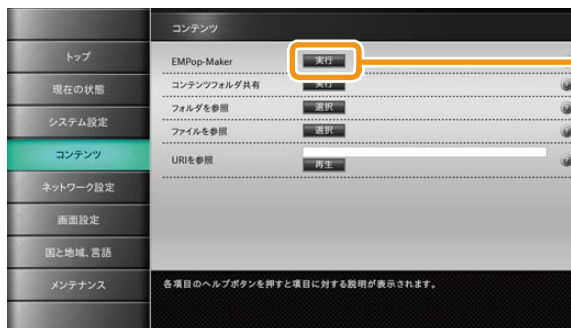 コンテンツ
トップ
現在の状態
システム設定
コンテンツ
ネットワーク設定
画面設定
国と地域、言語
メンテナンス
EMPop-Maker 実行
コンテンツフォルダ共有 実行
フォルダを参照 選択 ?
ファイルを参照 選択 ?
URIを参照 ?
再生
各項目のヘルプボタンを押すと項目に対する説明が表示されます。